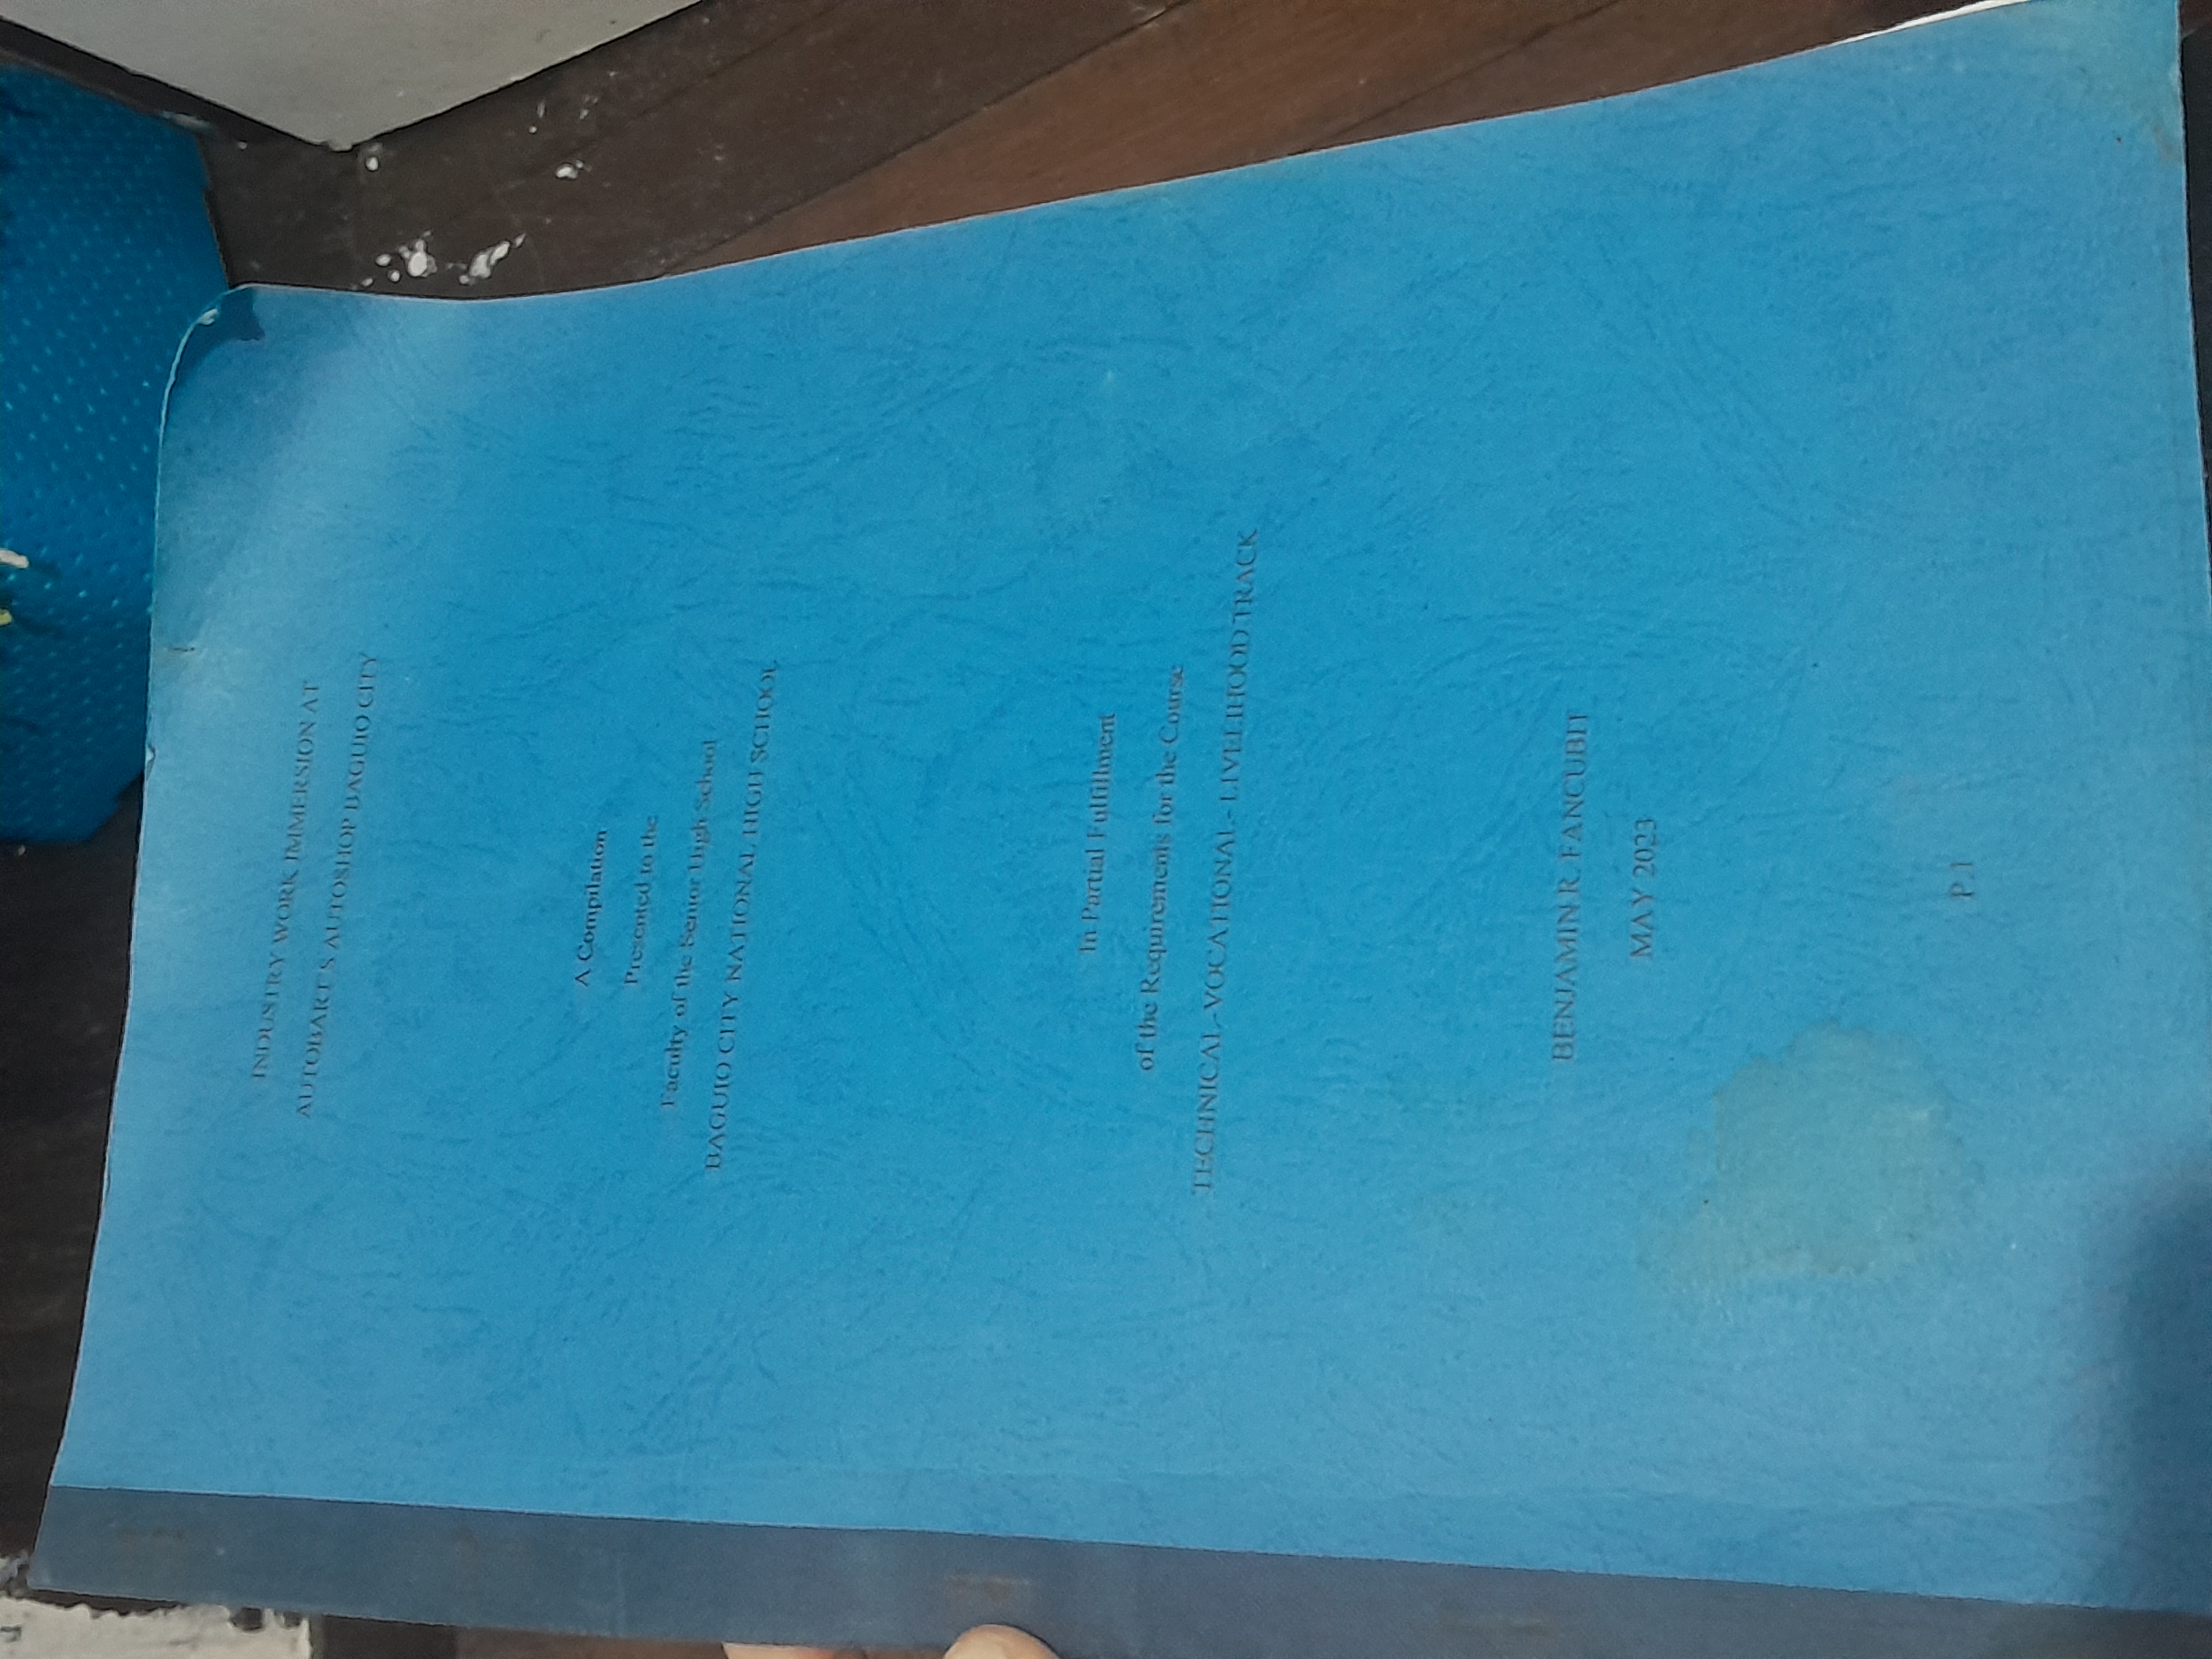 INDUSTRY WORK IMMERSION AT
AUTOBART'S AUTOSHOP BAGUIO CITY
A Compilation
Presented to the
Faculty of the Senior High School
BAGUIO CITY NATIONAL HIGH SCHOOL
In Partial Fulfillment
of the Requirements for the Course
TECHNICAL-VOCATIONAL-LIVELIHOOD TRACK
BENJAMIN R. FANCUBIT
MAY 2023
P.1